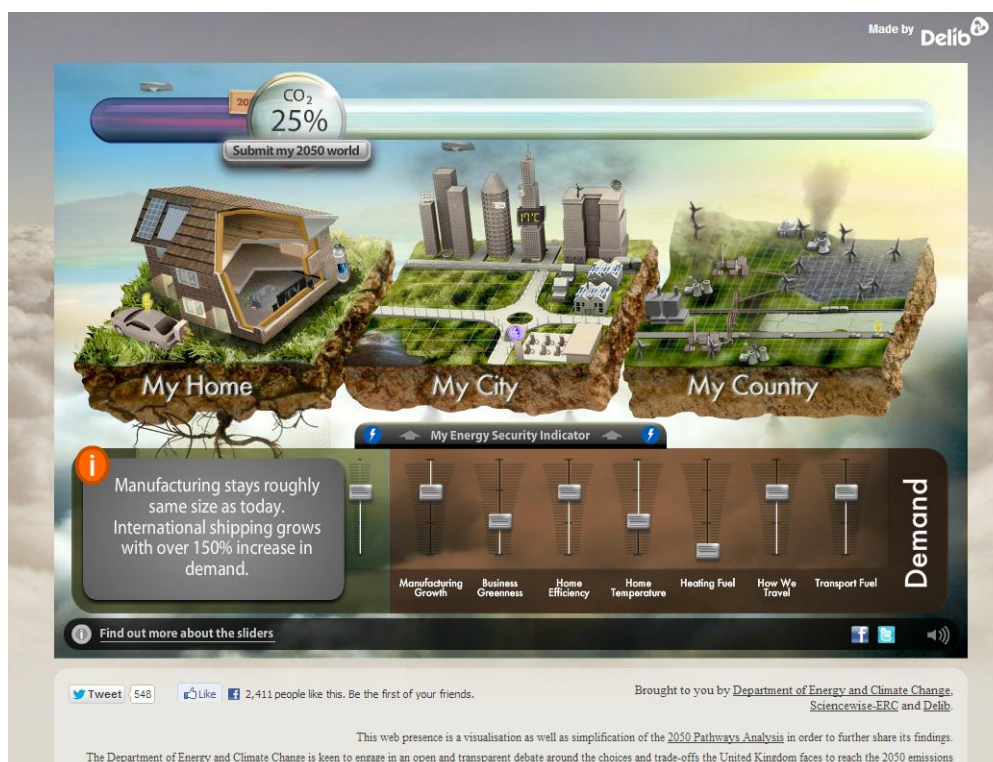 Made by Delib
CO2
25%
Submit my 2050 world
17°C
My Home
My City
My Country
My Energy Security Indicator
i
Manufacturing stays roughly
same size as today.
International shipping grows
with over 150% increase in
demand.
Manufacturing
Growth
Business
Greenness
Home
Efficiency
Home
Temperature
Heating Fuel
How We
Travel
Transport Fuel
Demand
i Find out more about the sliders
Tweet 548
Like 2,411 people like this. Be the first of your friends.
Brought to you by Department of Energy and Climate Change,
Sciencewise-ERC and Delib.
This web presence is a visualisation as well as simplification of the 2050 Pathways Analysis in order to further share its findings.
The Department of Energy and Climate Change is keen to engage in an open and transparent debate around the choices and trade-offs the United Kingdom faces to reach the 2050 emissions